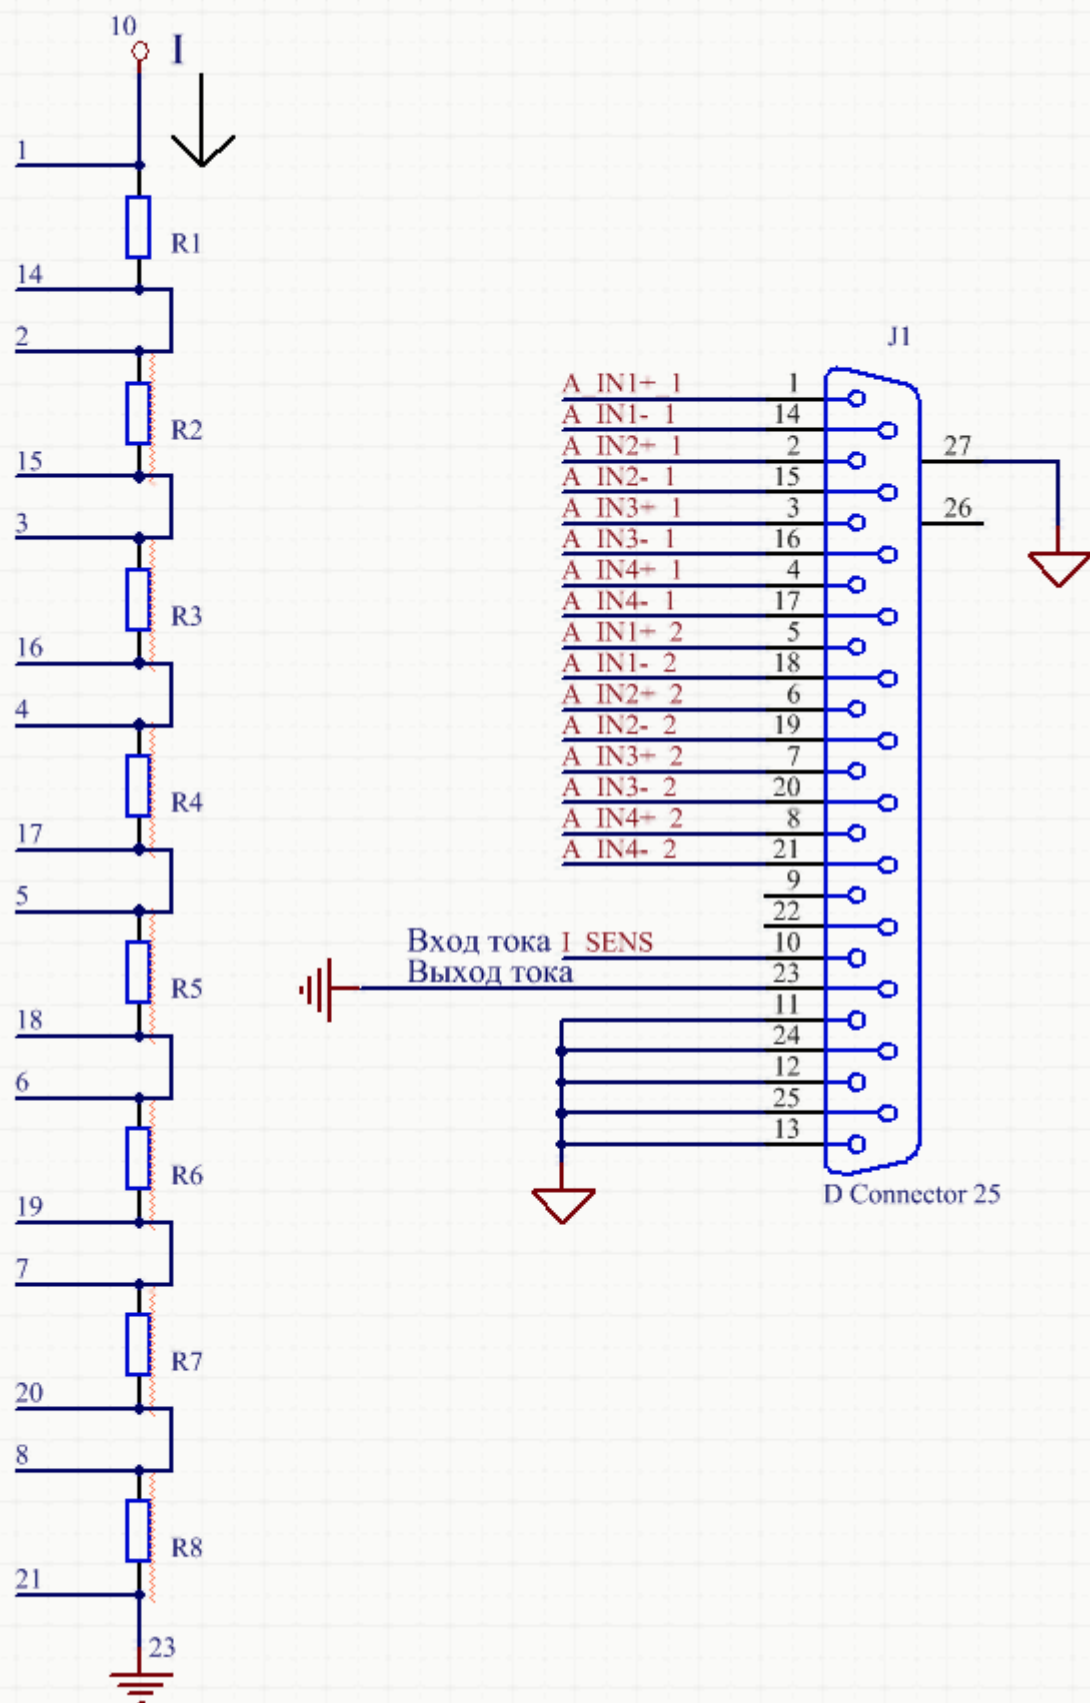 10
I
1
R1
14
2
R2
15
3
R3
16
4
R4
17
5
R5
18
6
R6
19
7
R7
20
8
R8
21
23
J1
A_IN1+_1 1
A_IN1-_1 14
A_IN2+_1 2
A_IN2-_1 15
A_IN3+_1 3
A_IN3-_1 16
A_IN4+_1 4
A_IN4-_1 17
A_IN1+_2 5
A_IN1-_2 18
A_IN2+_2 6
A_IN2-_2 19
A_IN3+_2 7
A_IN3-_2 20
A_IN4+_2 8
A_IN4-_2 21
9
22
Вход тока I_SENS 10
Выход тока 23
11
24
12
25
13
27
26
D Connector 25